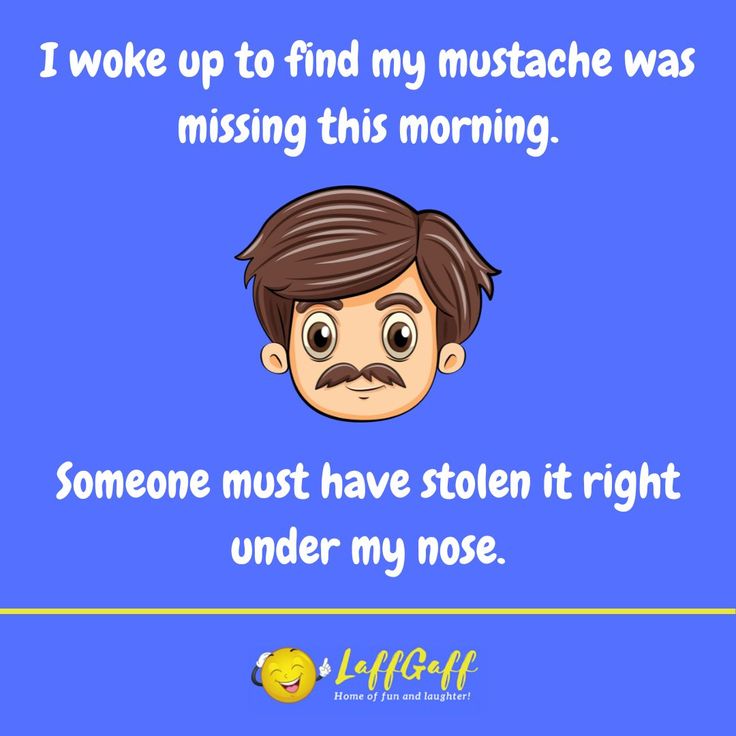 I woke up to find my mustache was
missing this morning.
Someone must have stolen it right
under my nose.
LaffGaff
Home of fun and laughter!